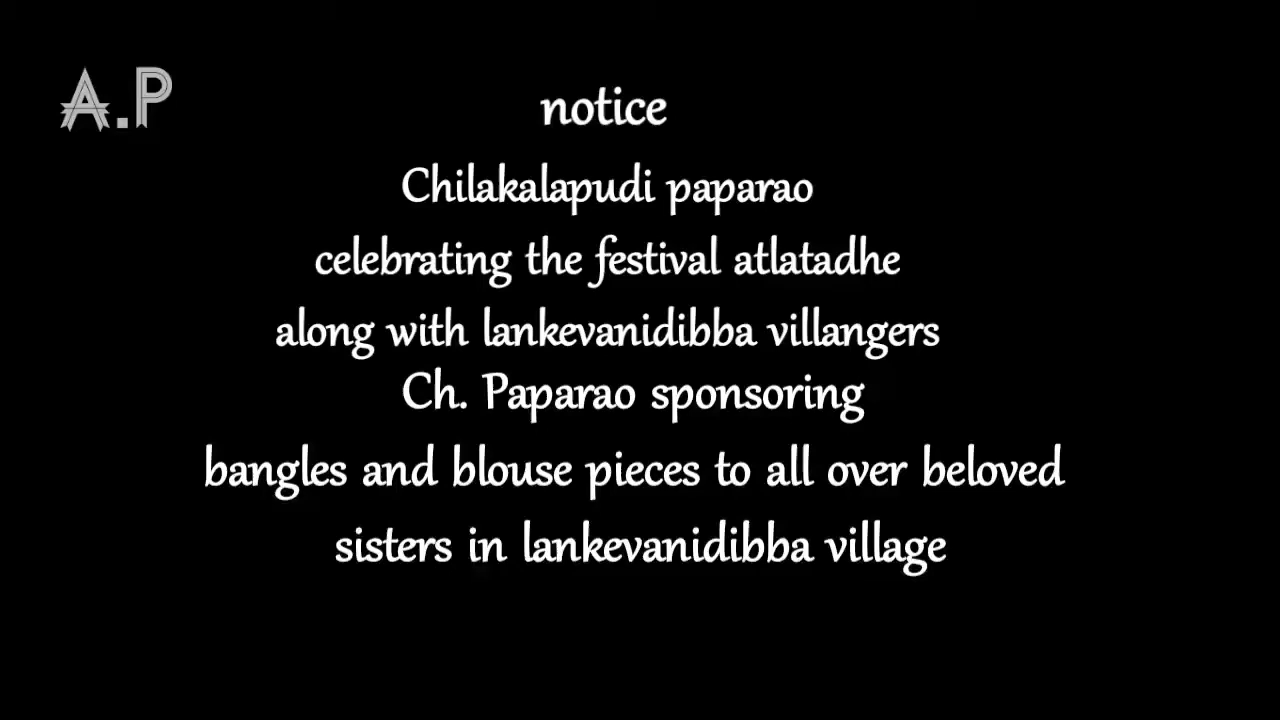 A.P
notice
Chilakalapudi paparao
celebrating the festival atlatadhe
along with lankevanidibba villangers
Ch. Paparao sponsoring
bangles and blouse pieces to all over beloved
sisters in lankevanidibba village